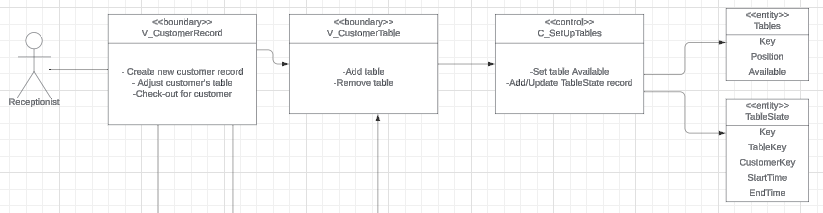 Receptionist
<<boundary>>
V_CustomerRecord
- Create new customer record
- Adjust customer's table
- Check-out for customer
<<boundary>>
V_CustomerTable
-Add table
-Remove table
<<control>>
C_SetUpTables
-Set table Available
-Add/Update TableState record
<<entity>>
Tables
Key
Position
Available
<<entity>>
TableState
Key
TableKey
CustomerKey
StartTime
EndTime